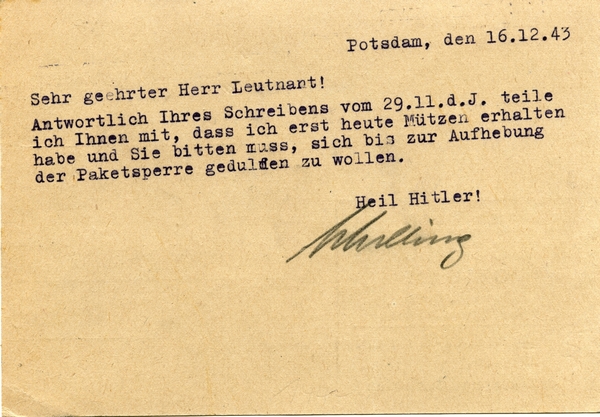 Potsdam, den 16.12.43
Sehr geehrter Herr Leutnant!
Antwortlich Ihres Schreibens vom 29.11.d.J. teile
ich Ihnen mit, dass ich erst heute Mützen erhalten
habe und Sie bitten muss, sich bis zur Aufhebung
der Paketsperre gedulden zu wollen.
Heil Hitler!